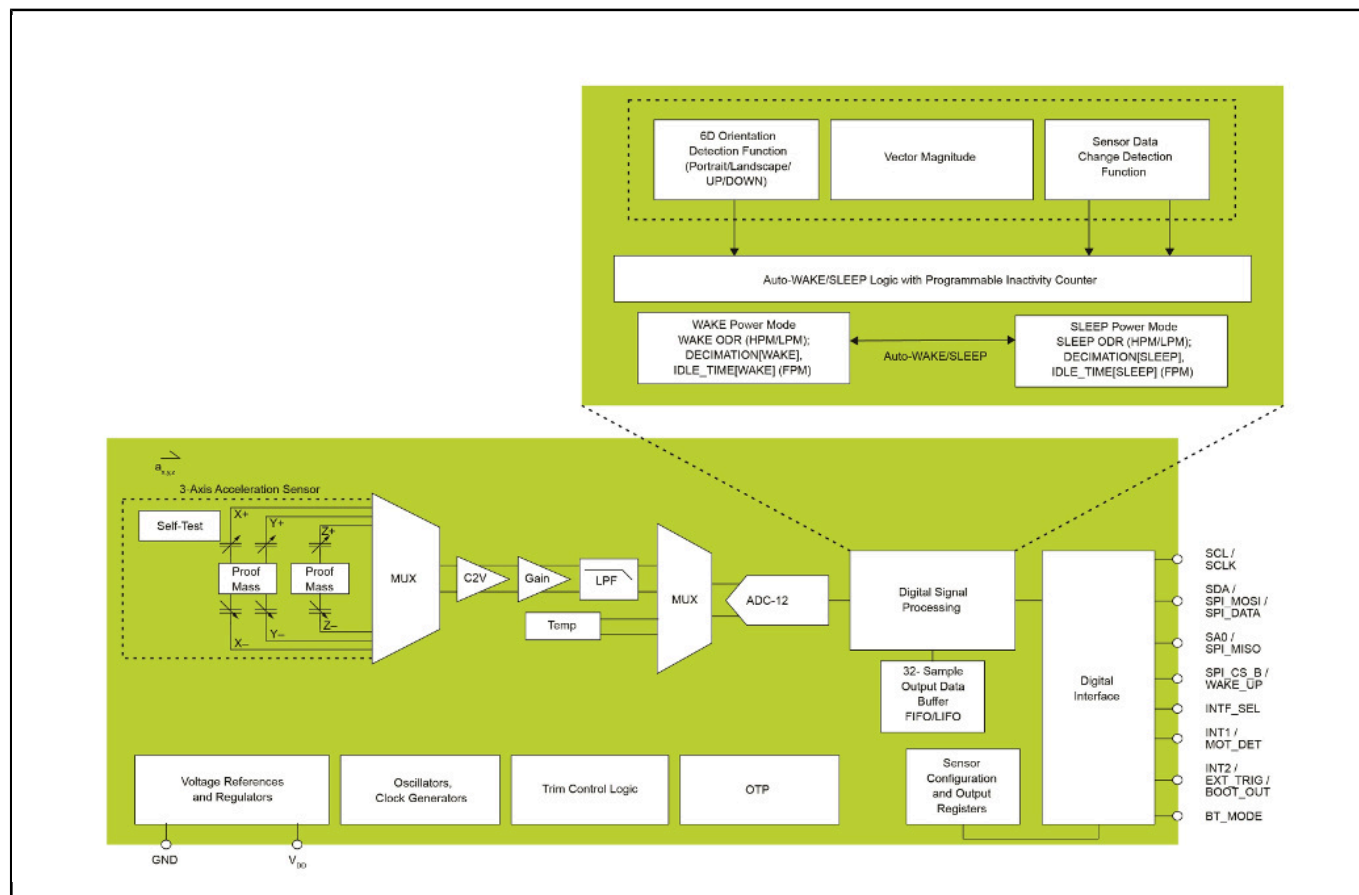 6D Orientation
Detection Function
(Portrait/Landscape/
UP/DOWN)
Vector Magnitude
Sensor Data
Change Detection
Function
Auto-WAKE/SLEEP Logic with Programmable Inactivity Counter
WAKE Power Mode
WAKE ODR (HPM/LPM);
DECIMATION[WAKE],
IDLE_TIME[WAKE] (FPM)
Auto-WAKE/SLEEP
SLEEP Power Mode
SLEEP ODR (HPM/LPM);
DECIMATION[SLEEP],
IDLE_TIME[SLEEP] (FPM)
a x,y,z
3-Axis Acceleration Sensor
Self-Test
X+
Y+
Z+
Proof
Mass
Proof
Mass
Z–
Y–
X–
MUX
C2V
Gain
LPF
Temp
MUX
ADC-12
Digital Signal
Processing
32- Sample
Output Data
Buffer
FIFO/LIFO
Digital
Interface
Sensor
Configuration
and Output
Registers
Voltage References
and Regulators
Oscillators,
Clock Generators
Trim Control Logic
OTP
GND
VDD
SCL /
SCLK
SDA /
SPI_MOSI /
SPI_DATA
SA0 /
SPI_MISO
SPI_CS_B /
WAKE_UP
INTF_SEL
INT1 /
MOT_DET
INT2 /
EXT_TRIG /
BOOT_OUT
BT_MODE